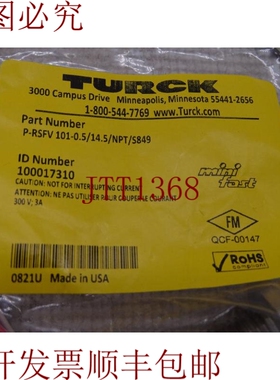 图必究
TURCK
3000 Campus Drive Minneapolis, Minnesota 55441-2656
1-800-544-7769 www.Turck.com
Part Number
P-RSFV 101-0.5/14.5/NPT/S849
ID Number
100017310
CAUTION: NOT FOR INTERRUPTING CURRENT
ATTENTION: NE PAS UTILISER POUR COUPER LE COURANT
300 V; 3A
mini fast
JTT1368
FM
QCF-00147
RoHS
0821U Made in USA
开发票顺丰包邮